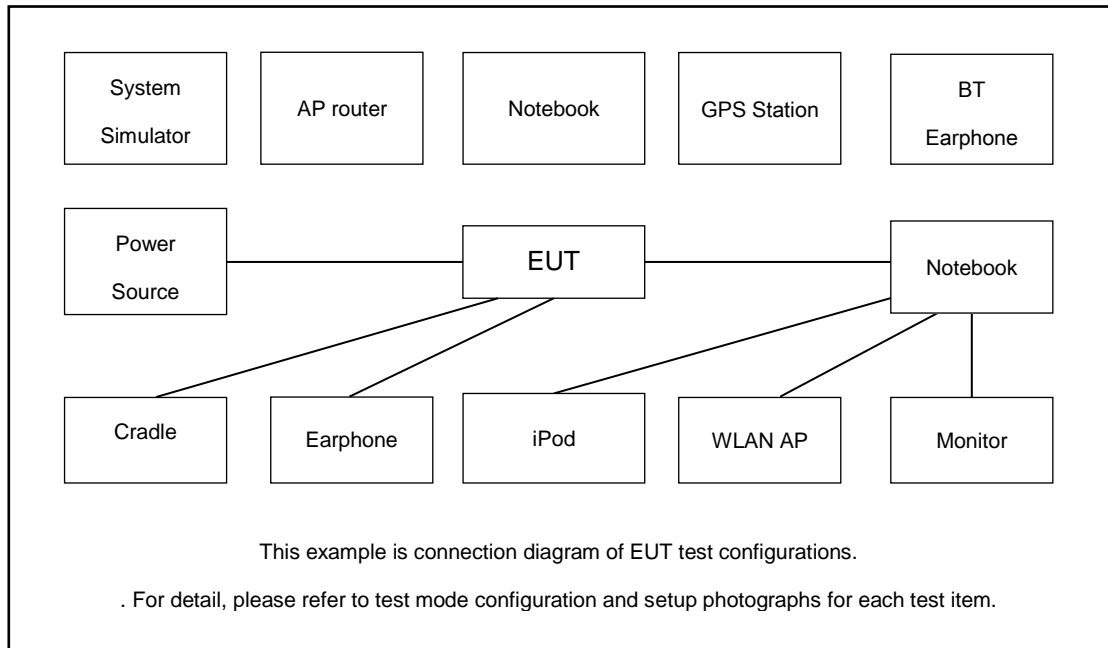 System
Simulator
AP router
Notebook
GPS Station
BT
Earphone
Power
Source
EUT
Notebook
Cradle
Earphone
iPod
WLAN AP
Monitor
This example is connection diagram of EUT test configurations.
. For detail, please refer to test mode configuration and setup photographs for each test item.